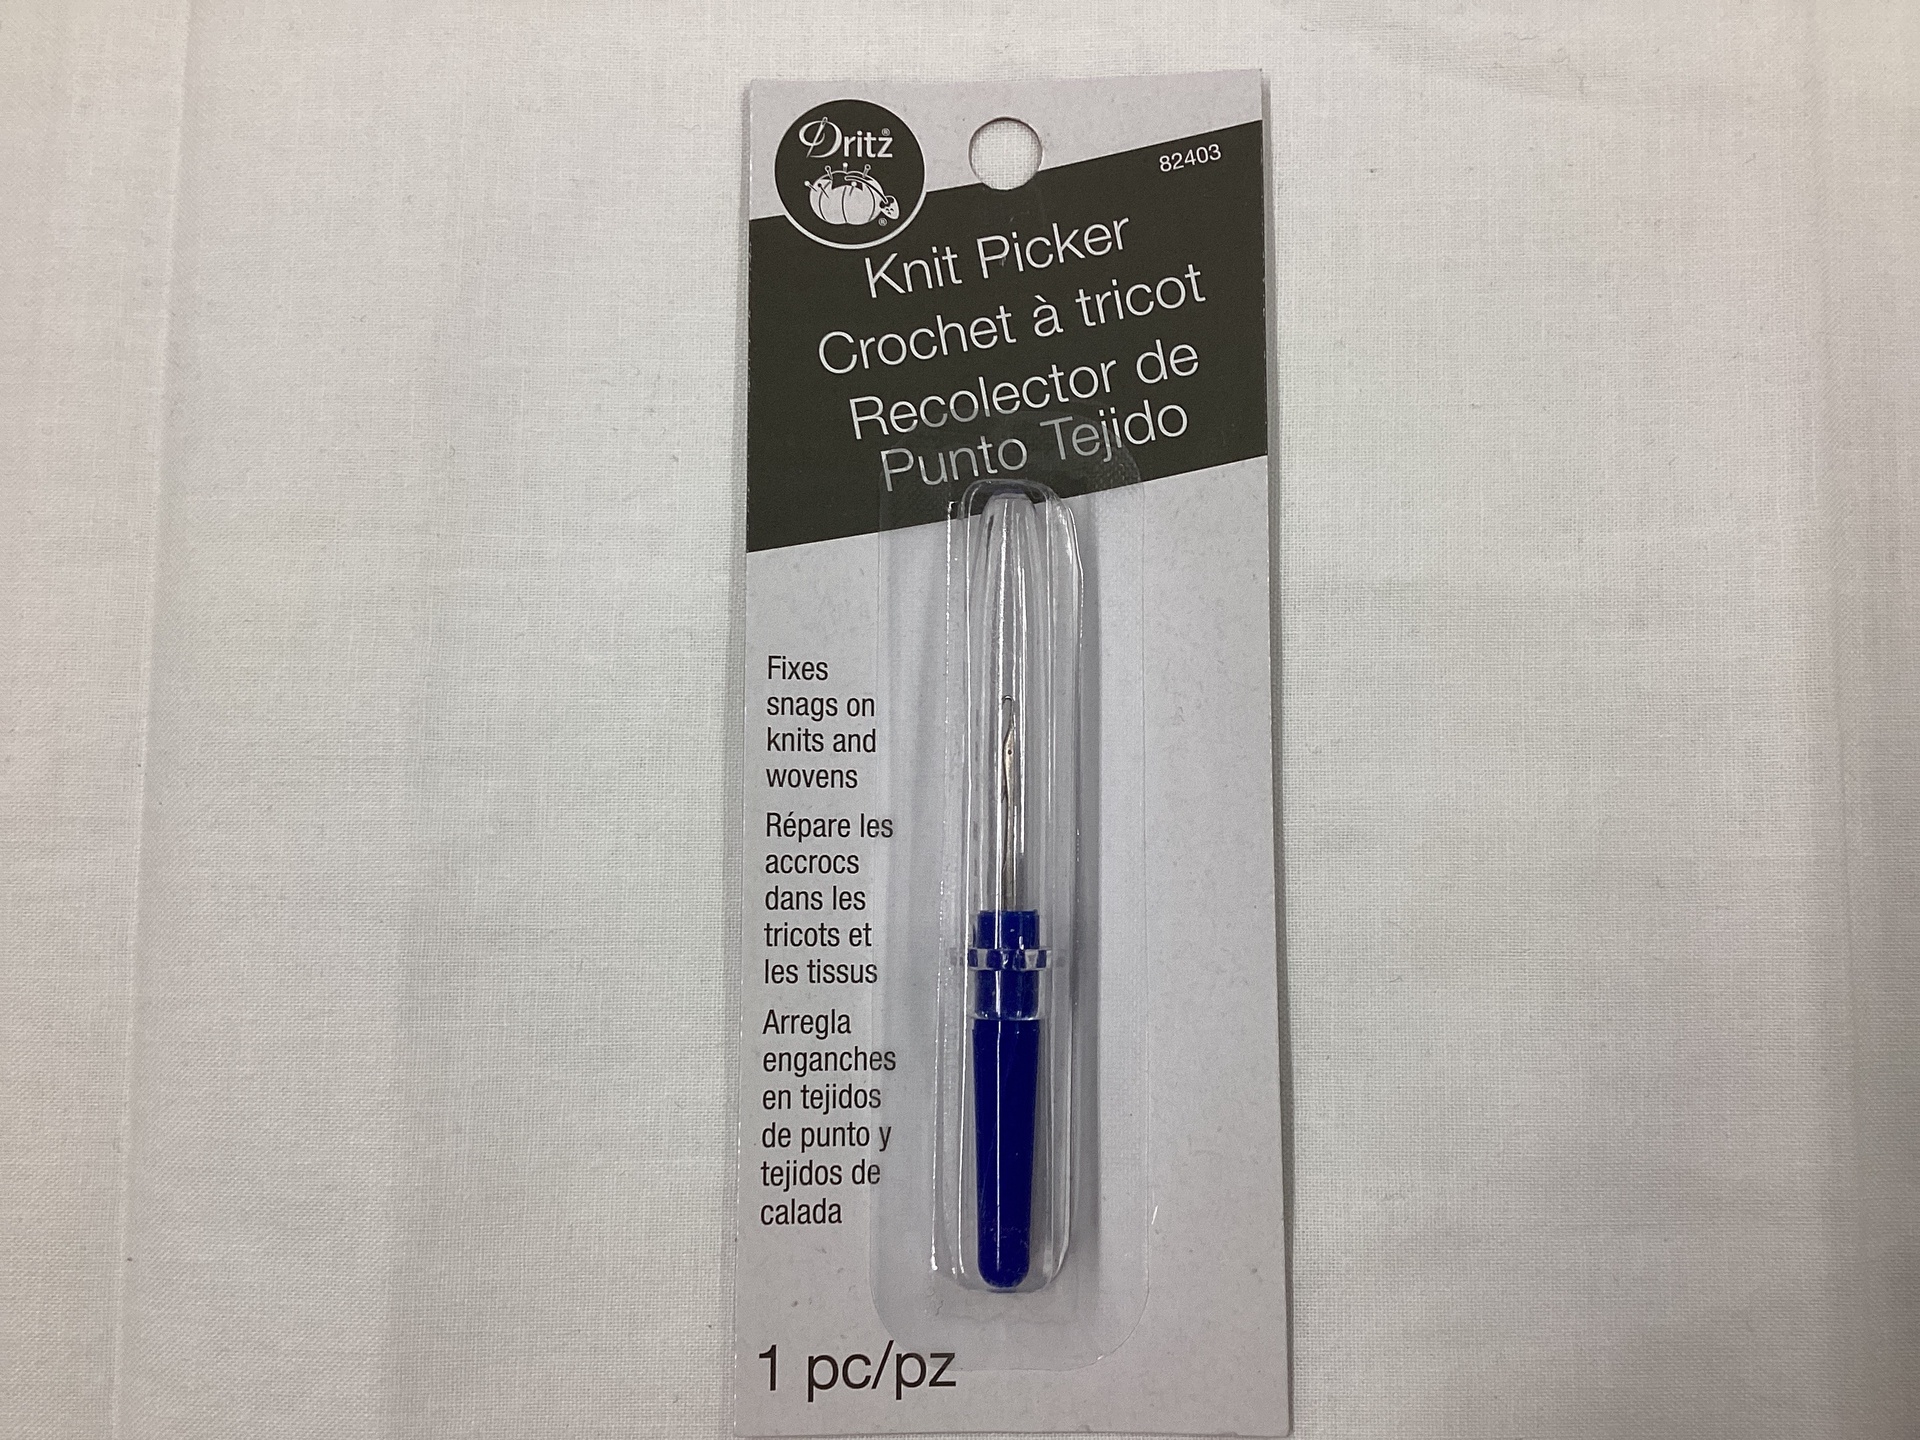 Dritz®
®
82403
Knit Picker
Crochet à tricot
Recolector de
Punto Tejido
Fixes
snags on
knits and
wovens
Répare les
accrocs
dans les
tricots et
les tissus
Arregla
enganches
en tejidos
de punto y
tejidos de
calada
1 pc/pz